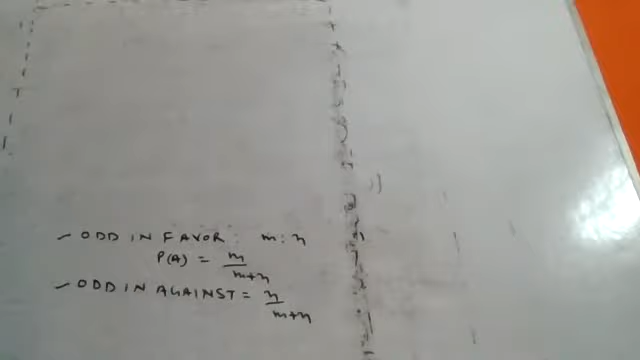 ✓ ODD IN FAVOR: m:n
P(A) = m/m+n
✓ ODD IN AGAINST = n/m+n